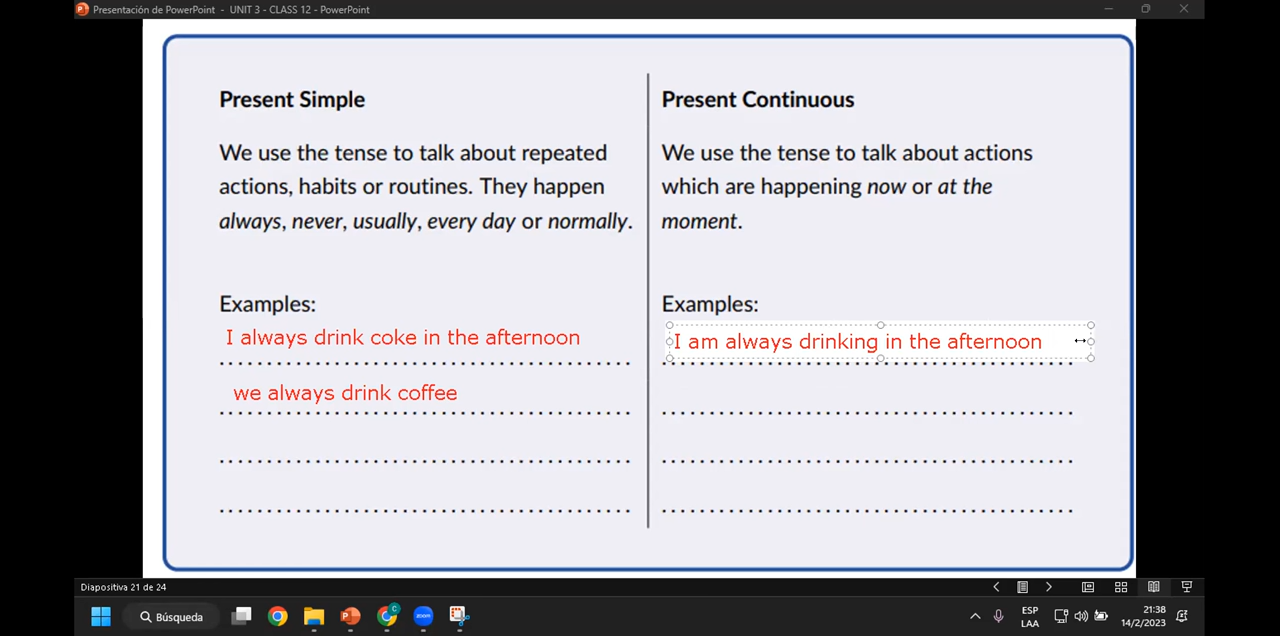 Presentación de PowerPoint - UNIT 3 - CLASS 12 - PowerPoint
Present Simple
We use the tense to talk about repeated
actions, habits or routines. They happen
always, never, usually, every day or normally.
Examples:
I always drink coke in the afternoon
we always drink coffee
Present Continuous
We use the tense to talk about actions
which are happening now or at the
moment.
Examples:
I am always drinking in the afternoon
Diapositiva 21 de 24
Búsqueda
zoom
ESP
LAA
21:38
14/2/2023